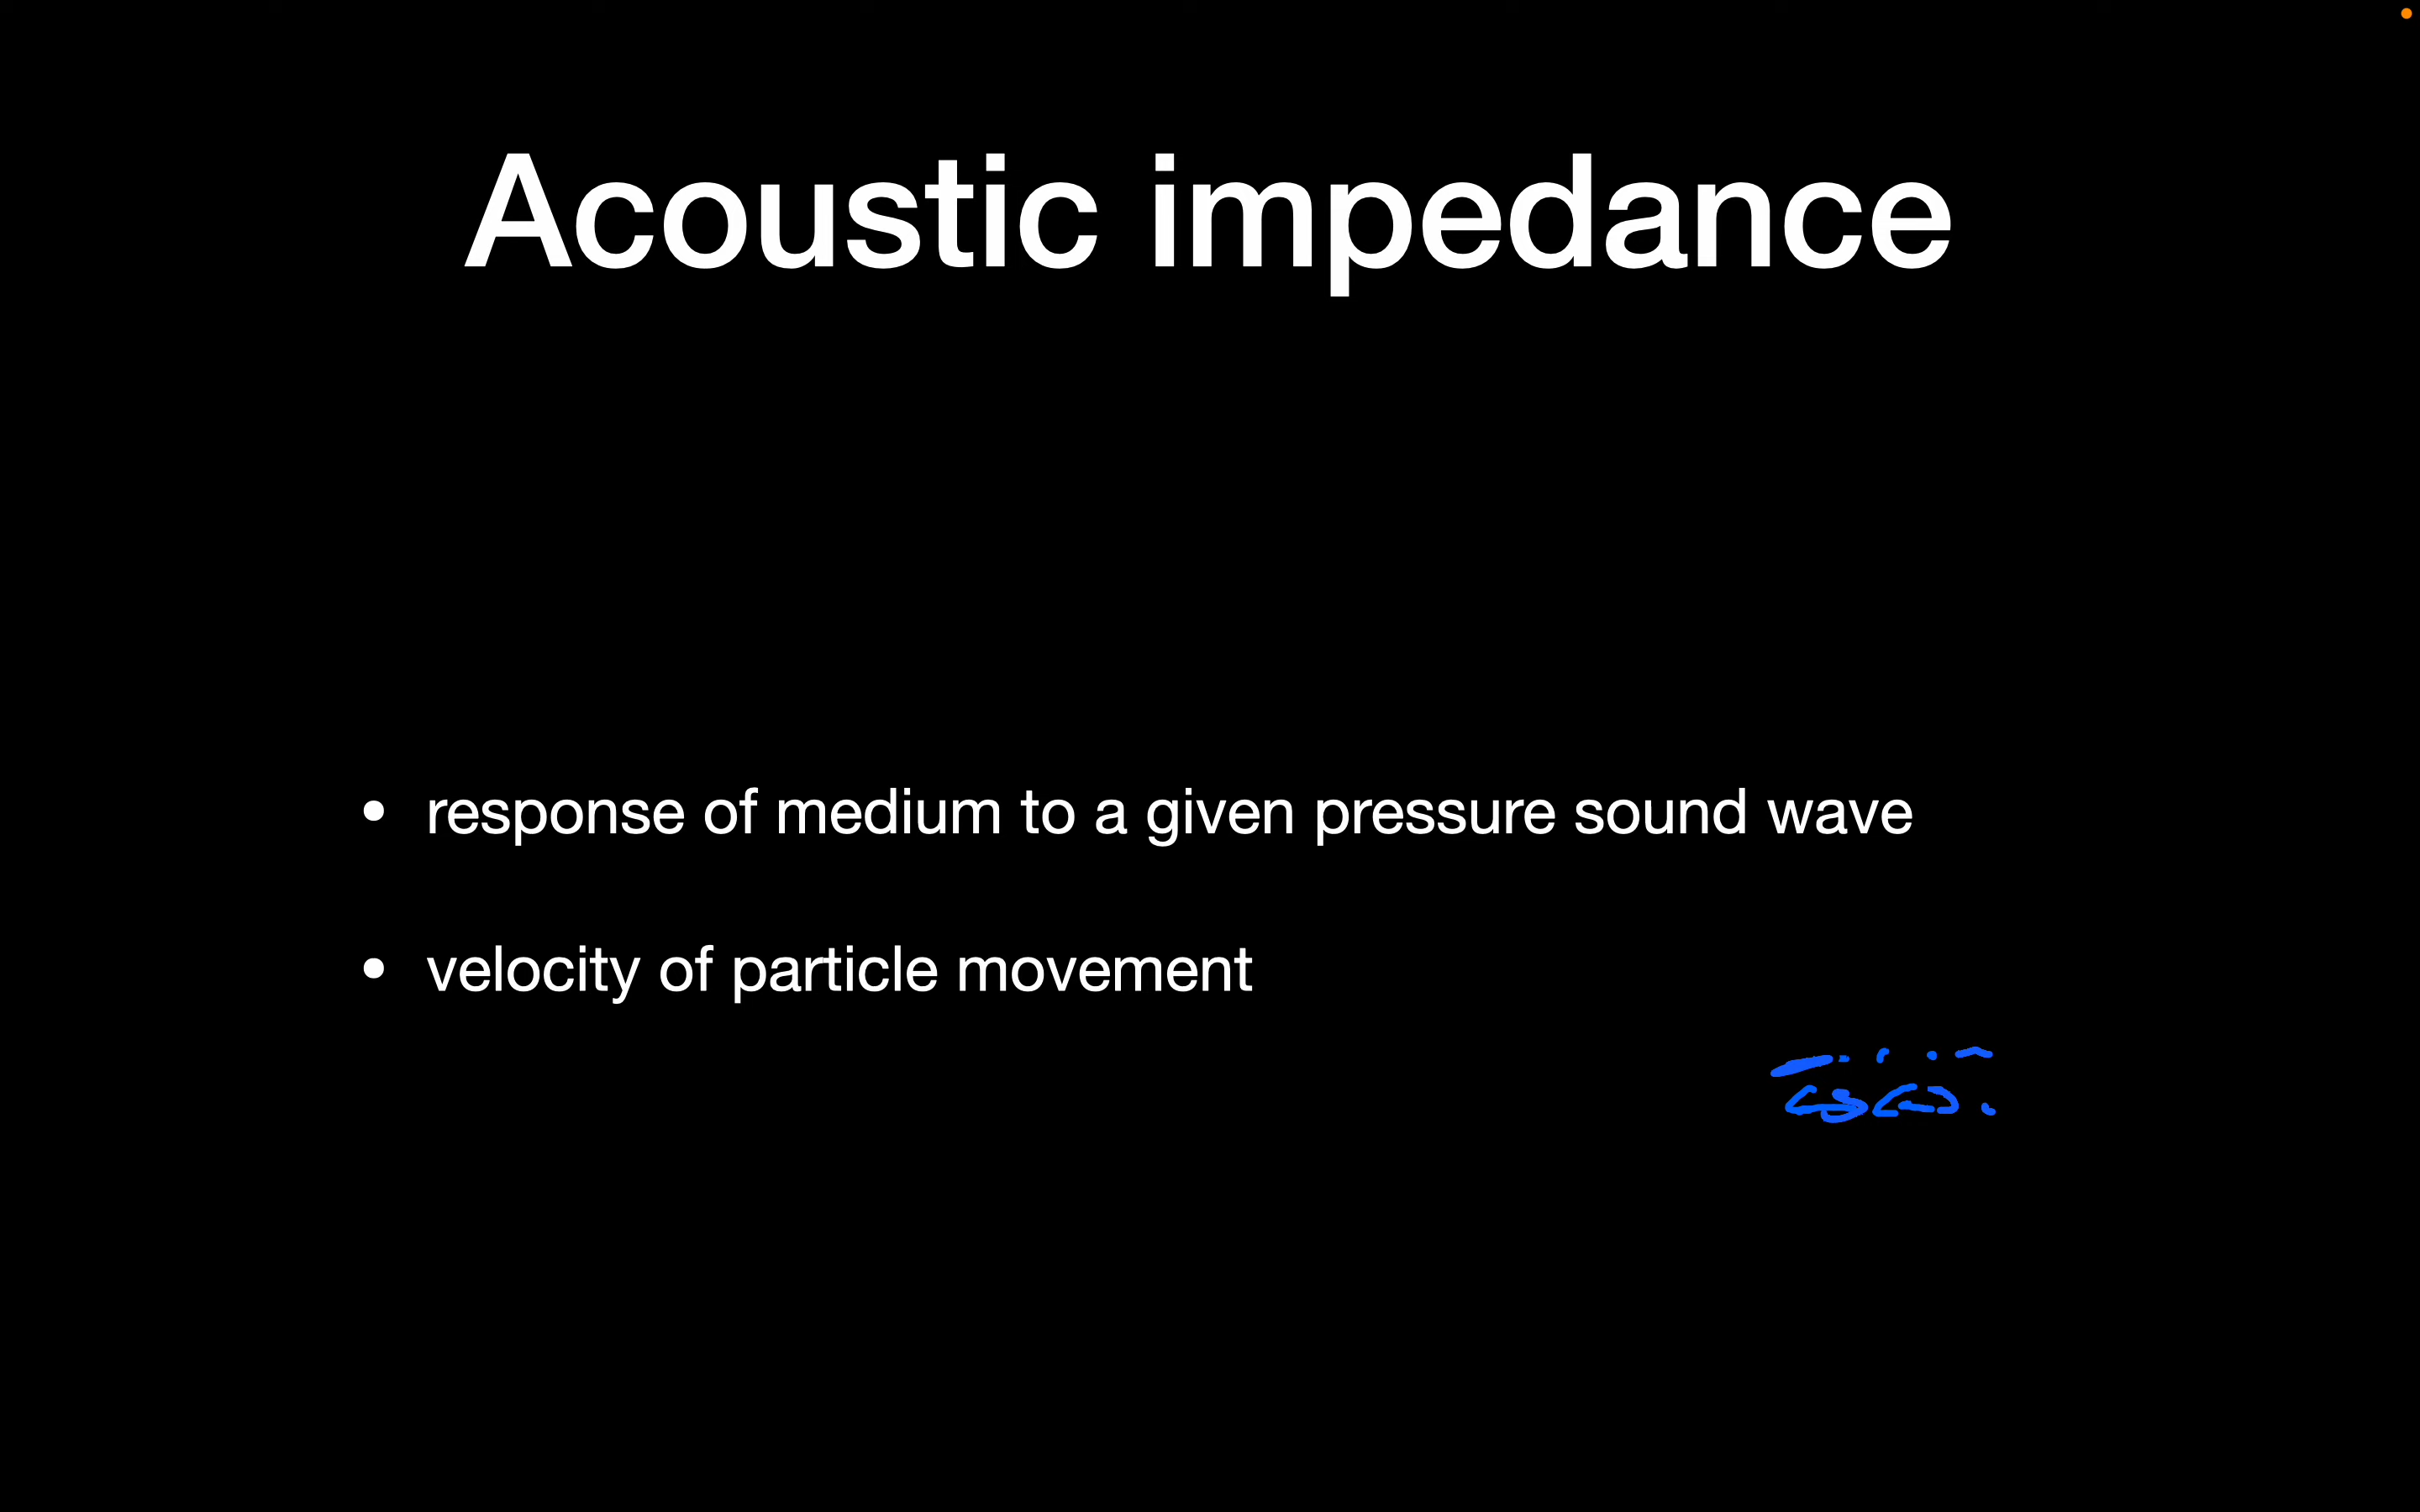 Acoustic impedance
• response of medium to a given pressure sound wave
• velocity of particle movement